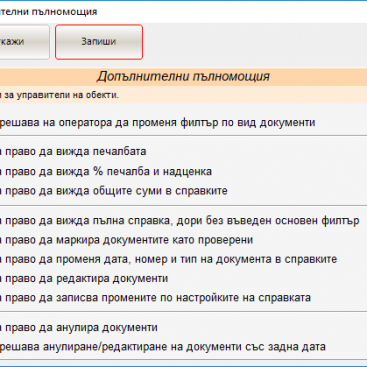 телни пълномощия
кажи Запиши
Допълнителни пълномощия
за управители на обекти.
решава на оператора да променя филтър по вид документи
право да вижда печалбата
право да вижда % печалба и надценка
право да вижда общите суми в справките
право да вижда пълна справка, дори без въведен основен филтър
право да маркира документите като проверени
право да променя дата, номер и тип на документа в справките
право да редактира документи
право да записва промените по настройките на справката
право да анулира документи
решава анулиране/редактиране на документи със задна дата